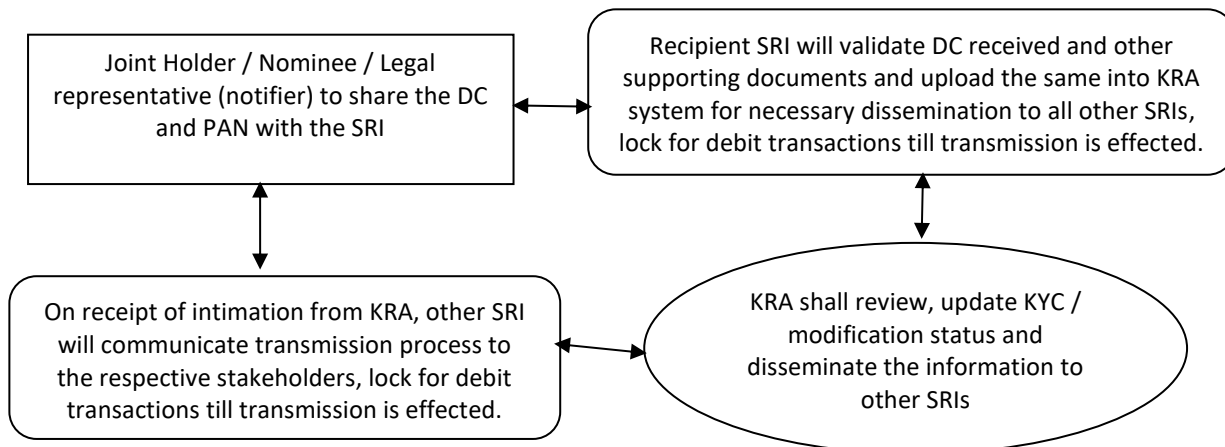 Joint Holder / Nominee / Legal
representative (notifier) to share the DC
and PAN with the SRI
Recipient SRI will validate DC received and other
supporting documents and upload the same into KRA
system for necessary dissemination to all other SRIs,
lock for debit transactions till transmission is effected.
On receipt of intimation from KRA, other SRI
will communicate transmission process to
the respective stakeholders, lock for debit
transactions till transmission is effected.
KRA shall review, update KYC /
modification status and
disseminate the information to
other SRIs